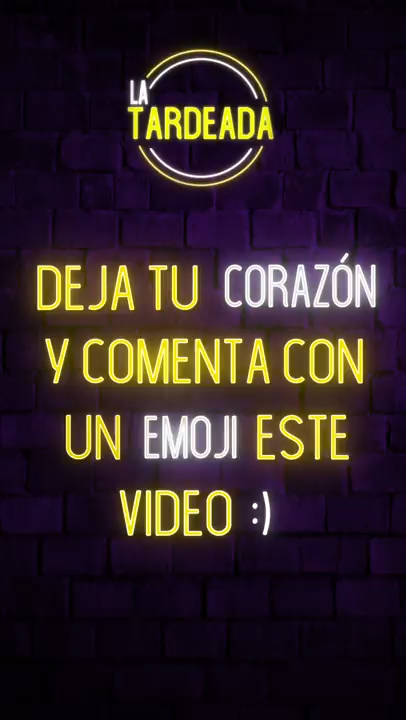 LA
TARDEADA
DEJA TU CORAZÓN
Y COMENTA CON
UN EMOJI ESTE
VIDEO :)